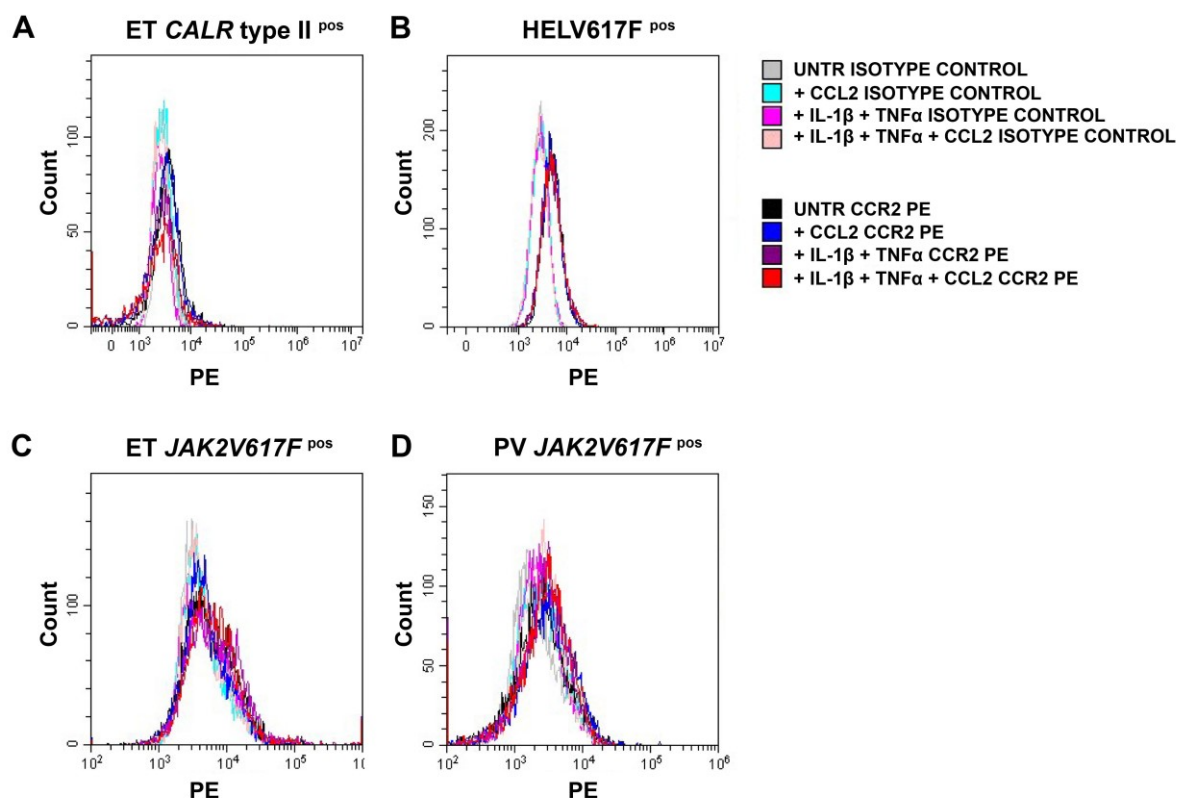 A
ET CALR type II pos
Count
100
50
0
0 10³ 10⁴ 10⁵ 10⁶ 10⁷
PE
B
HELV617F pos
Count
200
100
0
0 10³ 10⁴ 10⁵ 10⁶ 10⁷
PE
UNTR ISOTYPE CONTROL
+ CCL2 ISOTYPE CONTROL
+ IL-1β + TNFα ISOTYPE CONTROL
+ IL-1β + TNFα + CCL2 ISOTYPE CONTROL
UNTR CCR2 PE
+ CCL2 CCR2 PE
+ IL-1β + TNFα CCR2 PE
+ IL-1β + TNFα + CCL2 CCR2 PE
C
ET JAK2V617F pos
Count
100
0
10² 10³ 10⁴ 10⁵
PE
D
PV JAK2V617F pos
Count
150
100
50
0
10² 10³ 10⁴ 10⁵ 10⁶
PE